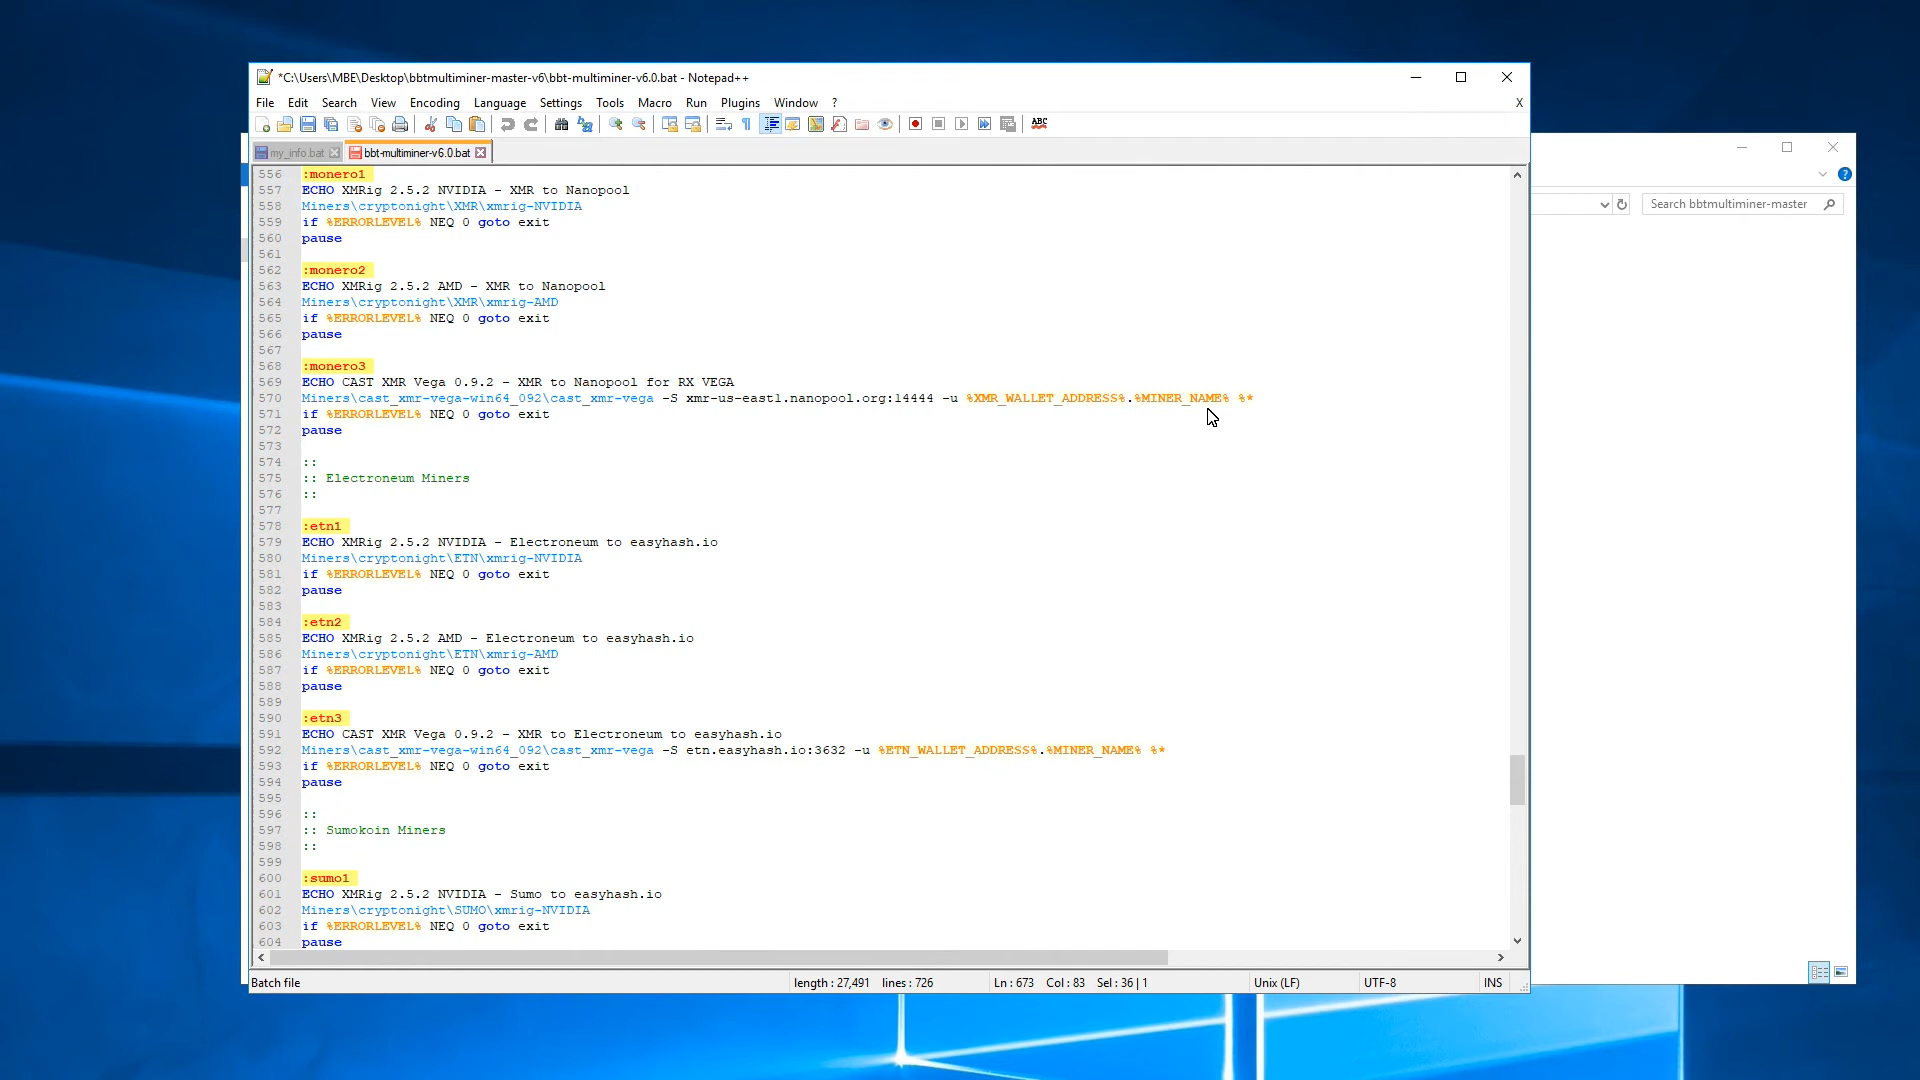 *C:\Users\MBE\Desktop\bbtmultiminer-master-v6\bbt-multiminer-v6.0.bat - Notepad++
File Edit Search View Encoding Language Settings Tools Macro Run Plugins Window ? X
ABC
my_info.bat bbt-multiminer-v6.0.bat
Search bbtmultiminer-master
556 :monero1
557 ECHO XMRig 2.5.2 NVIDIA - XMR to Nanopool
558 Miners\cryptonight\XMR\xmrig-NVIDIA
559 if %ERRORLEVEL% NEQ 0 goto exit
560 pause
561
562 :monero2
563 ECHO XMRig 2.5.2 AMD - XMR to Nanopool
564 Miners\cryptonight\XMR\xmrig-AMD
565 if %ERRORLEVEL% NEQ 0 goto exit
566 pause
567
568 :monero3
569 ECHO CAST XMR Vega 0.9.2 - XMR to Nanopool for RX VEGA
570 Miners\cast_xmr-vega-win64_092\cast_xmr-vega -S xmr-us-east1.nanopool.org:14444 -u %XMR_WALLET_ADDRESS%.%MINER_NAME% %*
571 if %ERRORLEVEL% NEQ 0 goto exit
572 pause
573
574 ::
575 :: Electroneum Miners
576 ::
577
578 :etn1
579 ECHO XMRig 2.5.2 NVIDIA - Electroneum to easyhash.io
580 Miners\cryptonight\ETN\xmrig-NVIDIA
581 if %ERRORLEVEL% NEQ 0 goto exit
582 pause
583
584 :etn2
585 ECHO XMRig 2.5.2 AMD - Electroneum to easyhash.io
586 Miners\cryptonight\ETN\xmrig-AMD
587 if %ERRORLEVEL% NEQ 0 goto exit
588 pause
589
590 :etn3
591 ECHO CAST XMR Vega 0.9.2 - XMR to Electroneum to easyhash.io
592 Miners\cast_xmr-vega-win64_092\cast_xmr-vega -S etn.easyhash.io:3632 -u %ETN_WALLET_ADDRESS%.%MINER_NAME% %*
593 if %ERRORLEVEL% NEQ 0 goto exit
594 pause
595
596 ::
597 :: Sumokoin Miners
598 ::
599
600 :sumo1
601 ECHO XMRig 2.5.2 NVIDIA - Sumo to easyhash.io
602 Miners\cryptonight\SUMO\xmrig-NVIDIA
603 if %ERRORLEVEL% NEQ 0 goto exit
604 pause
Batch file length : 27,491 lines : 726 Ln : 673 Col : 83 Sel : 36 | 1 Unix (LF) UTF-8 INS